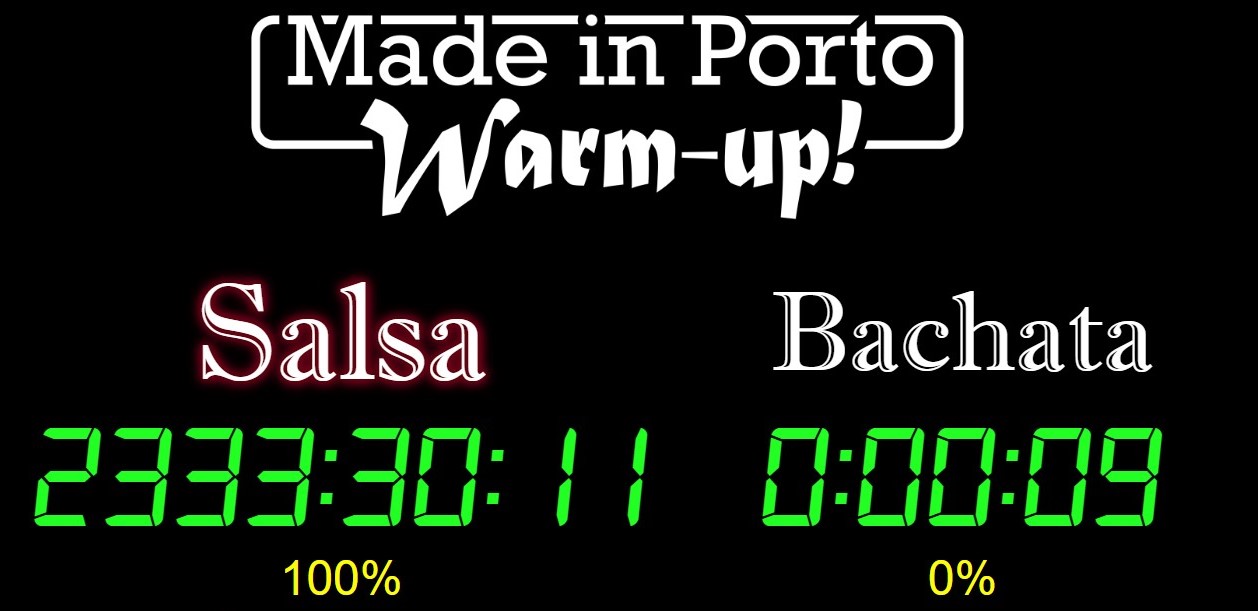 Made in Porto
Warm-up!
Salsa
Bachata
2333:30:11
0:00:09
100%
0%